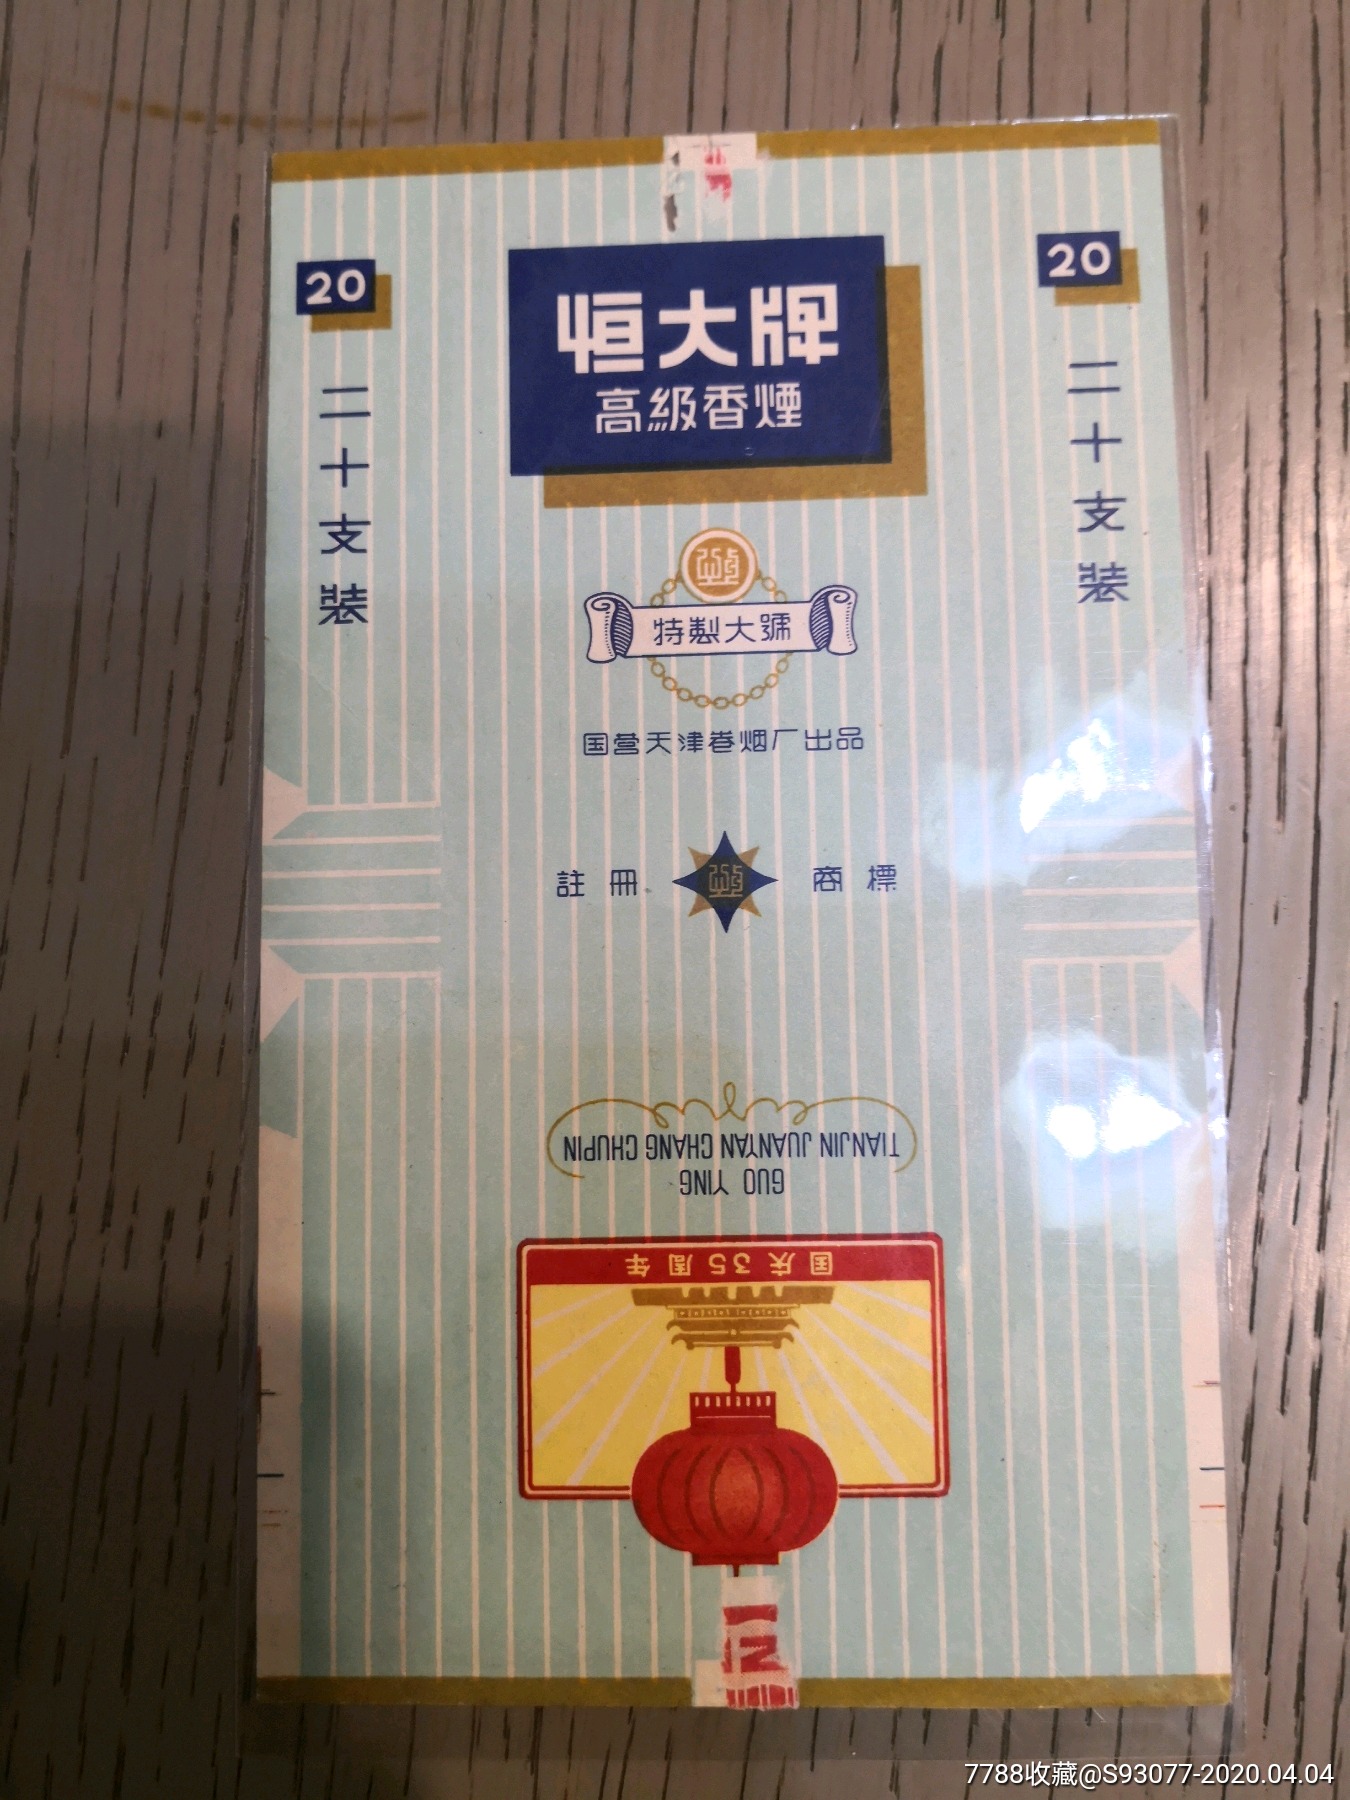 20
20
恒大牌
高級香煙
二十支裝
二十支裝
特製大號
国营天津卷烟厂出品
註冊 商標
GUO YING
TIANJIN JUANYAN CHANG CHUPIN
国庆35周年
7788收藏@S93077-2020.04.04